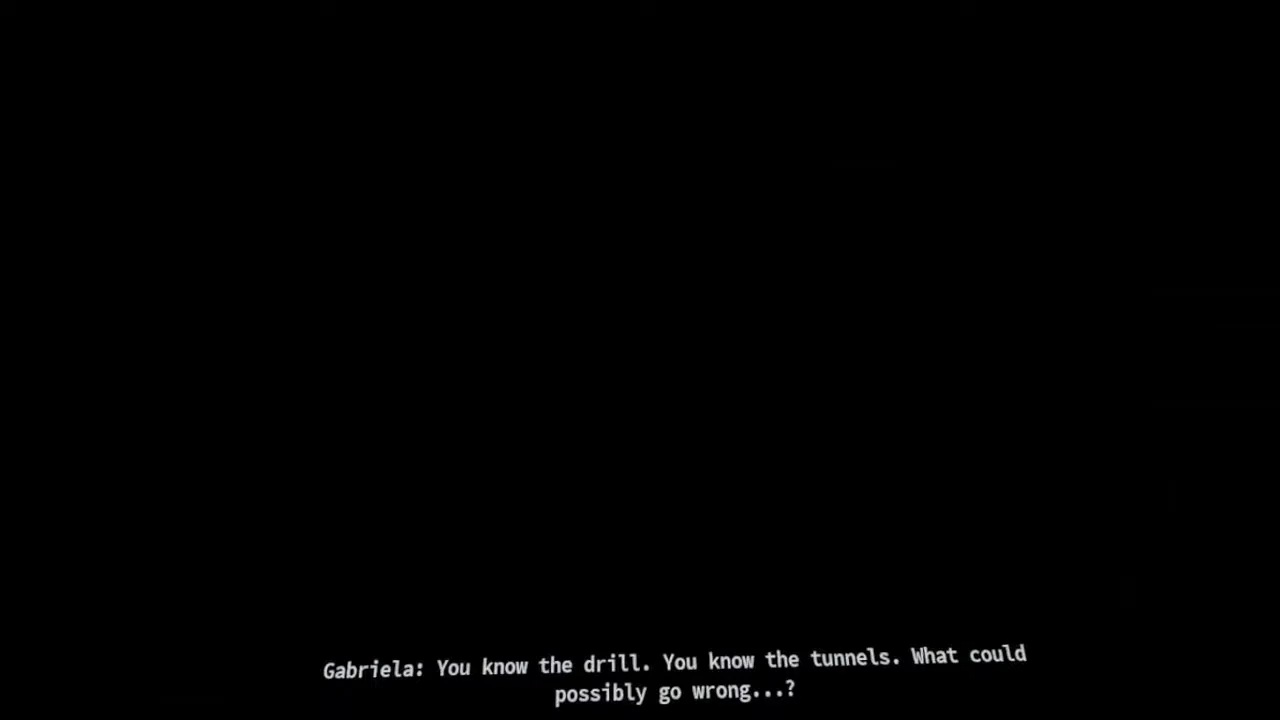 Gabriela: You know the drill. You know the tunnels. What could
possibly go wrong...?